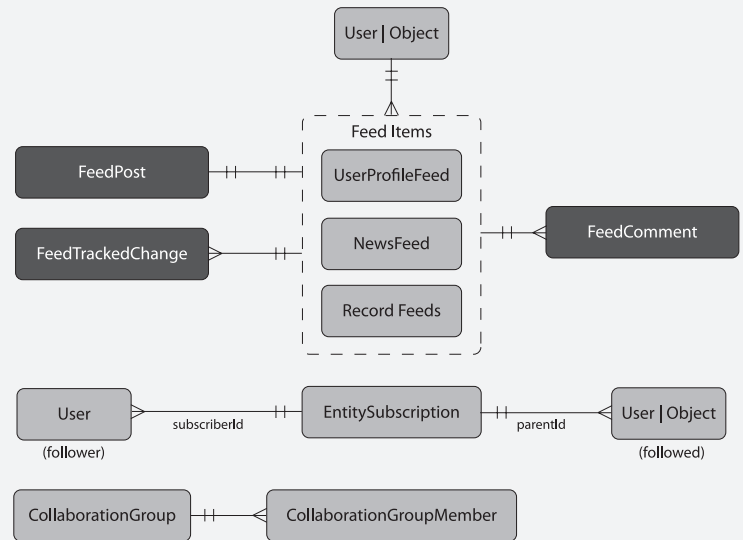 User | Object
Feed Items
FeedPost
UserProfileFeed
NewsFeed
FeedComment
FeedTrackedChange
Record Feeds
User
subscriberId
EntitySubscription
parentId
User | Object
(follower)
(followed)
CollaborationGroup
CollaborationGroupMember